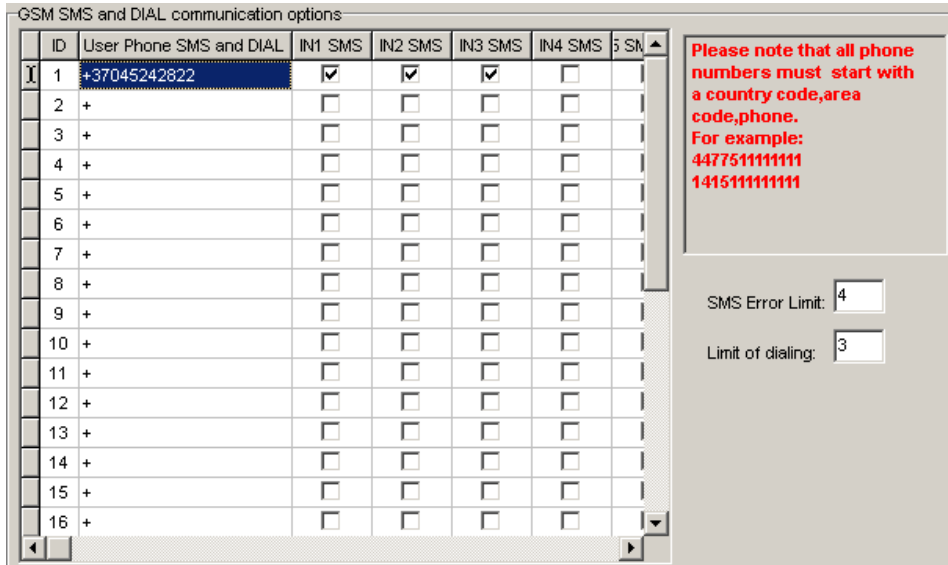 GSM SMS and DIAL communication options
ID User Phone SMS and DIAL IN1 SMS IN2 SMS IN3 SMS IN4 SMS 5 SM
1 +37045242822
2 +
3 +
4 +
5 +
6 +
7 +
8 +
9 +
10 +
11 +
12 +
13 +
14 +
15 +
16 +
Please note that all phone
numbers must start with
a country code,area
code,phone.
For example:
4477511111111
1415111111111
SMS Error Limit: 4
Limit of dialing: 3